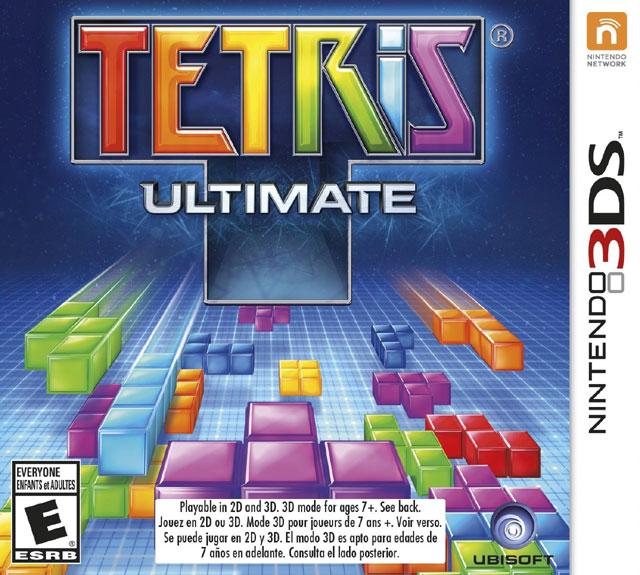 TETRIS®
ULTIMATE
NINTENDO
NETWORK
NINTENDO3DS™
EVERYONE
ENFANTS et ADULTES
E
ESRB
Playable in 2D and 3D. 3D mode for ages 7+. See back.
Jouez en 2D ou 3D. Mode 3D pour joueurs de 7 ans +. Voir verso.
Se puede jugar en 2D y 3D. El modo 3D es apto para edades de
7 años en adelante. Consulta el lado posterior.
UBISOFT